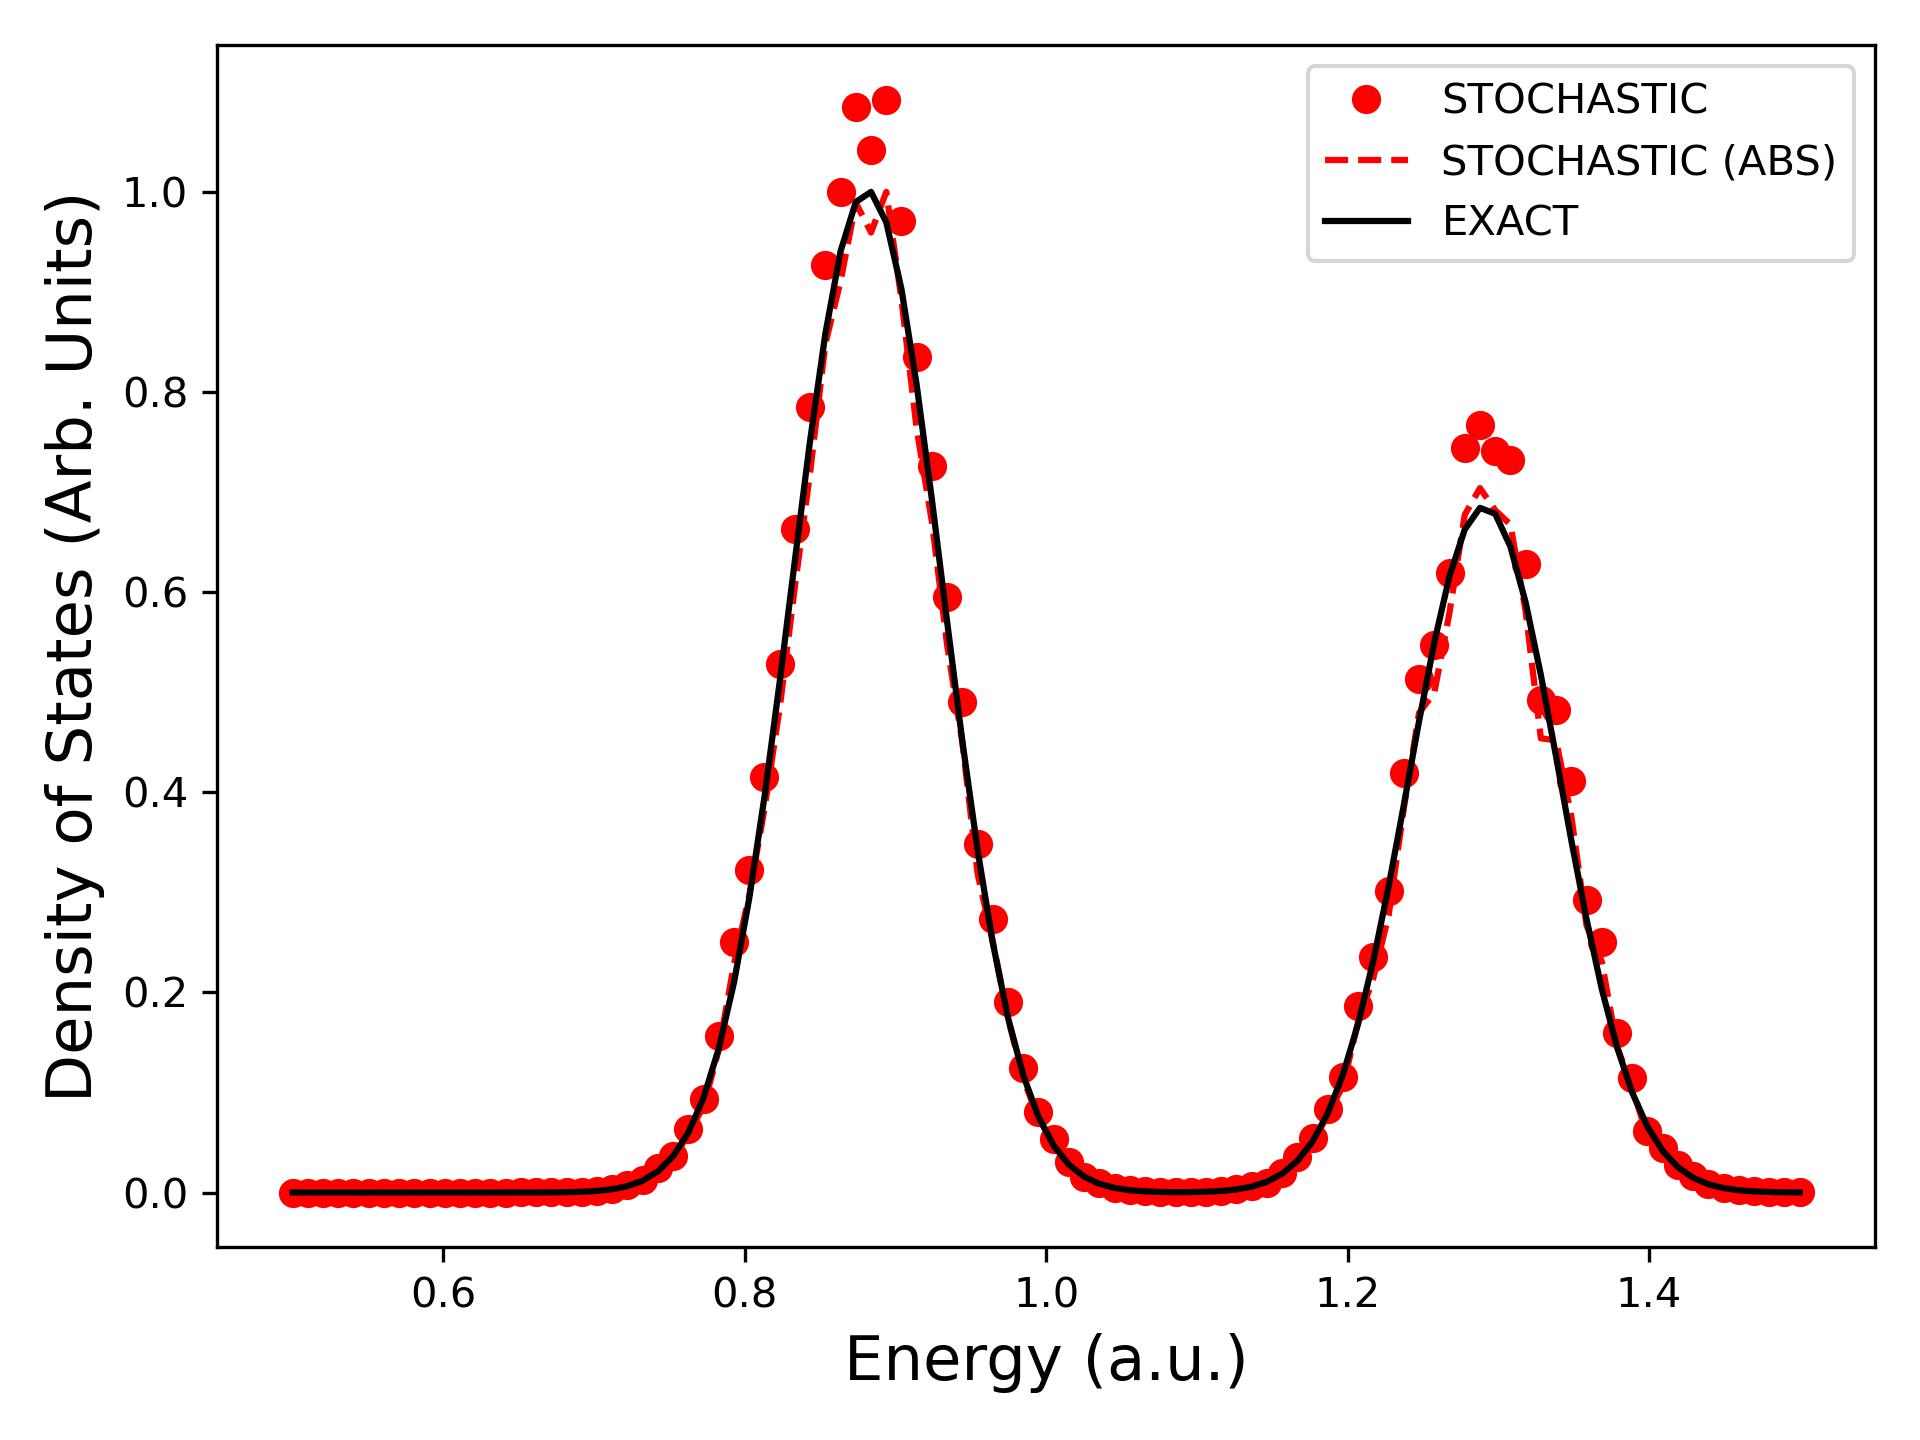 STOCHASTIC
STOCHASTIC (ABS)
EXACT
Density of States (Arb. Units)
1.0
0.8
0.6
0.4
0.2
0.0
0.6 0.8 1.0 1.2 1.4
Energy (a.u.)